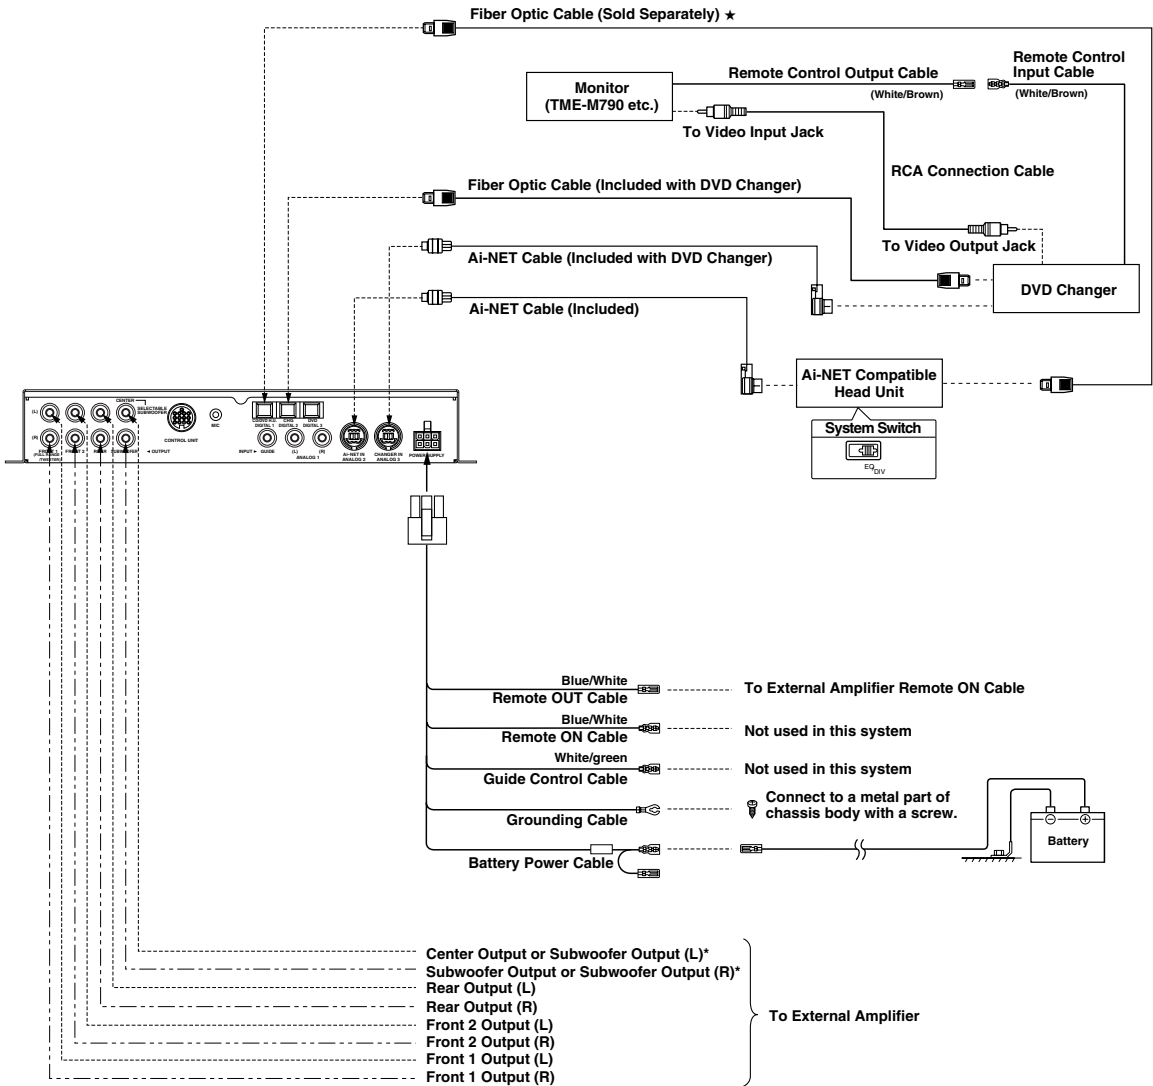 Fiber Optic Cable (Sold Separately) ★
Remote Control
Input Cable
(White/Brown)
Remote Control Output Cable
(White/Brown)
Monitor
(TME-M790 etc.)
To Video Input Jack
RCA Connection Cable
Fiber Optic Cable (Included with DVD Changer)
To Video Output Jack
Ai-NET Cable (Included with DVD Changer)
DVD Changer
Ai-NET Cable (Included)
Ai-NET Compatible
Head Unit
System Switch
EQ
DIV
CENTER
SELECTABLE
SUBWOOFER
(L)
(R)
MIC
CONTROL UNIT
DIGITAL 1
CHG
DIGITAL 2
DVD
DIGITAL 3
◄ OUTPUT
INPUT ► GUIDE
(L)
(R)
ANALOG 1
Ai-NET IN
ANALOG 2
CHANGER IN
ANALOG 3
POWER SUPPLY
Blue/White
Remote OUT Cable
To External Amplifier Remote ON Cable
Blue/White
Remote ON Cable
Not used in this system
White/green
Guide Control Cable
Not used in this system
Grounding Cable
Connect to a metal part of
chassis body with a screw.
Battery Power Cable
Battery
Center Output or Subwoofer Output (L)*
Subwoofer Output or Subwoofer Output (R)*
Rear Output (L)
Rear Output (R)
Front 2 Output (L)
Front 2 Output (R)
Front 1 Output (L)
Front 1 Output (R)
To External Amplifier